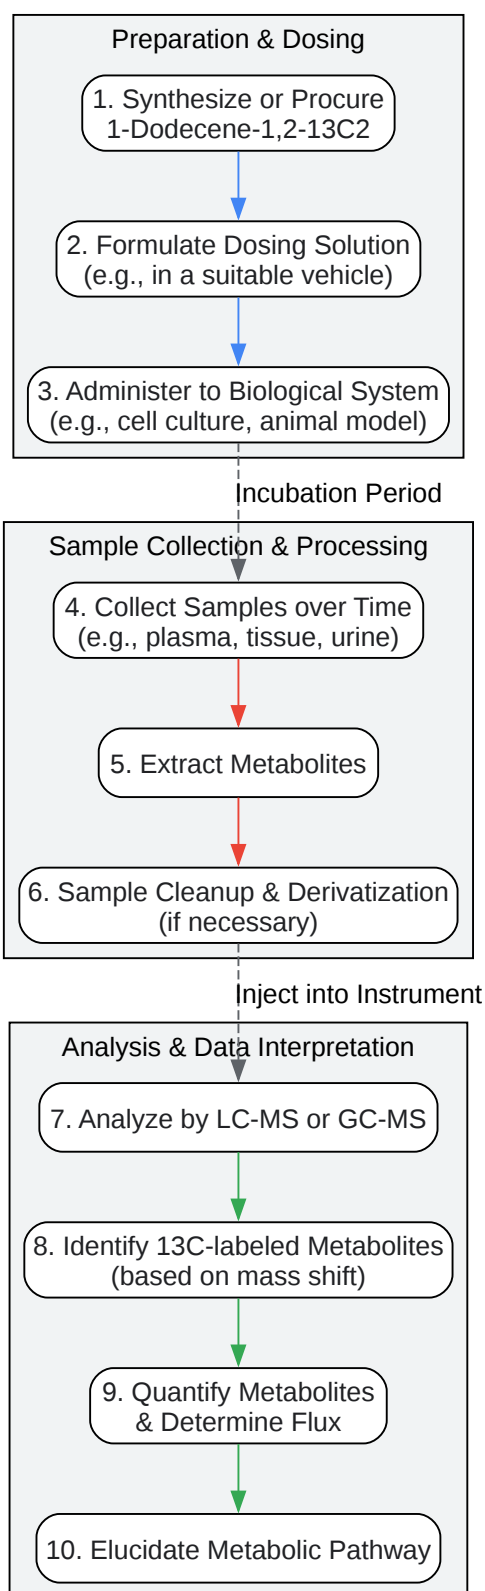 Preparation & Dosing
1. Synthesize or Procure
1-Dodecene-1,2-13C2
2. Formulate Dosing Solution
(e.g., in a suitable vehicle)
3. Administer to Biological System
(e.g., cell culture, animal model)
Incubation Period
Sample Collection & Processing
4. Collect Samples over Time
(e.g., plasma, tissue, urine)
5. Extract Metabolites
6. Sample Cleanup & Derivatization
(if necessary)
Inject into Instrument
Analysis & Data Interpretation
7. Analyze by LC-MS or GC-MS
8. Identify 13C-labeled Metabolites
(based on mass shift)
9. Quantify Metabolites
& Determine Flux
10. Elucidate Metabolic Pathway